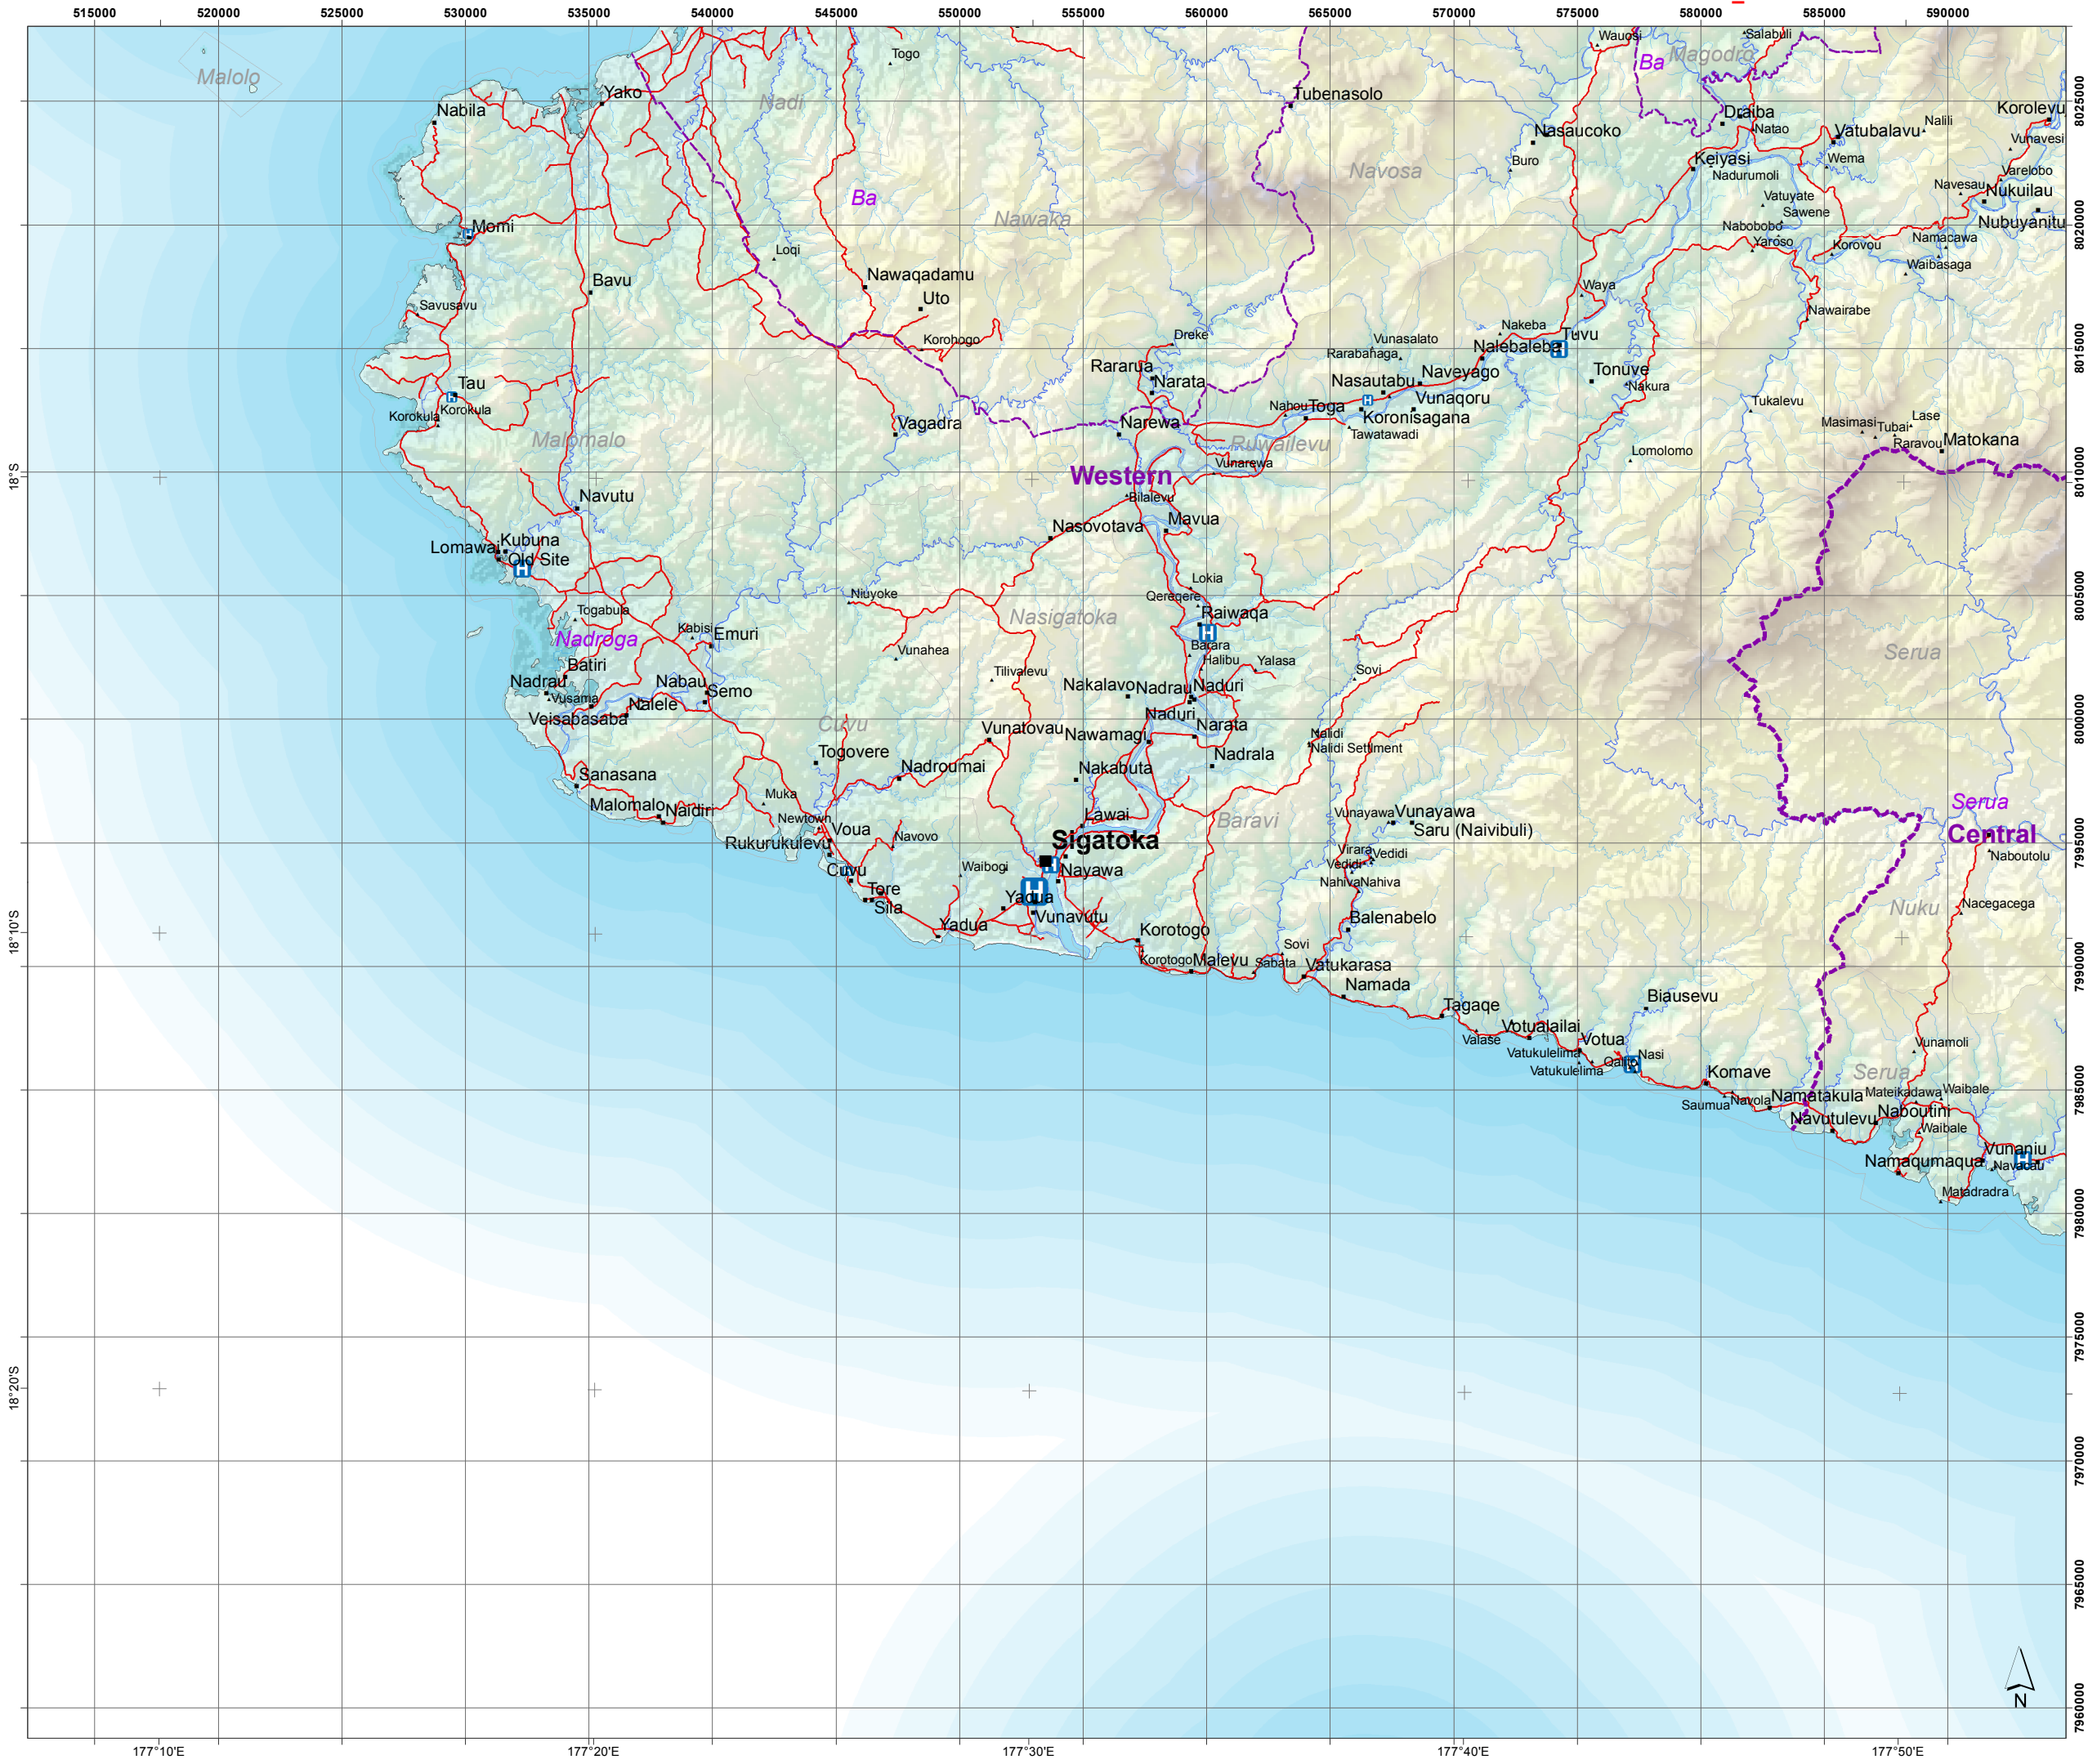 515000 520000 525000 530000 535000 540000 545000 550000 555000 560000 565000 570000 575000 580000 585000 590000
Malolo
Togo
Wauosi
Salabuli
Ba
Magodro
Nabila
Yako
Nadi
Tubenasolo
Draiba
Natao
Nalili
Korolevu
8025000
Nasaucoko
Vatubalavu
Vunavesi
Buro
Keiyasi
Wema
Nadurumoli
Varelobo
Navosa
Ba
Navesau
Nukuilau
Vatuyate
Sawene
Nawaka
Momi
Nabobobo
Nubuyanitu
8020000
Yaroso
Korovou
Namacawa
Loqi
Waibasaga
Nawaqadamu
Bavu
Uto
Waya
Savusavu
Nawairabe
Korohogo
Dreke
Vunasalato
Nakeba
Tuvu
Rarabanaga
Nalebaleba
8015000
Rararua
Narata
Nasautabu
Naveyago
Tonuve
Nakura
Tau
Korokula
Korokula
Nahou
Toga
Vunaqoru
Koronisagana
Tawatawadi
Tukalevu
Vagadra
Narewa
Malomalo
Ruwailevu
Masimasi
Lase
Tubai
Raravou
Matokana
Lomolomo
Vunarewa
18°S
Western
8010000
Bilalevu
Navutu
Nasovotava
Mavua
Lomawai
Kubuna
Old Site
Lokia
Niuyoke
Qereqere
8005000
Togabula
Nasigatoka
Raiwaqa
Kabisi
Emuri
Nadroga
Vunahea
Barara
Halibu
Yalasa
Serua
Batiri
Tilivalevu
Sovi
Nadrau
Vusama
Nabau
Semo
Nakalavo
Nadrau
Naduri
Nalele
Veisabasaba
Naduri
8000000
Cuvu
Vunatovau
Nawamagi
Narata
Nalidi
Nalidi Settlment
Togovere
Nadroumai
Nadrala
Sanasana
Nakabuta
Malomalo
Naidiri
Muka
Serua
Newtown
Voua
Lawai
Baravi
Vunayawa
Vunayawa
Saru (Naivibuli)
Central
Rukurukulevu
Navovo
Sigatoka
7995000
Virara
Vedidi
Vedidi
Naboutolu
Cuvu
Waibogi
Nayawa
Nahiva
Nahiva
Tore
Sila
Yadua
Vunavutu
Balenabelo
Nacegacega
Nuku
18°10'S
Yadua
Korotogo
Sovi
Korotogo
Malevu
Sabata
Vatukarasa
7990000
Namada
Biausevu
Tagaqe
Votualailai
Valase
Votua
Vatukulelima
Vatukulelima
Qalito
Nasi
Vunamoli
Komave
Serua
7985000
Saumua
Navola
Namatakula
Mateikadawa
Waibale
Navutulevu
Naboutini
Waibale
Vunaniu
Namaqumaqua
Navacau
Matadradra
7980000
7975000
18°20'S
7970000
7965000
N
7960000
177°10'E 177°20'E 177°30'E 177°40'E 177°50'E